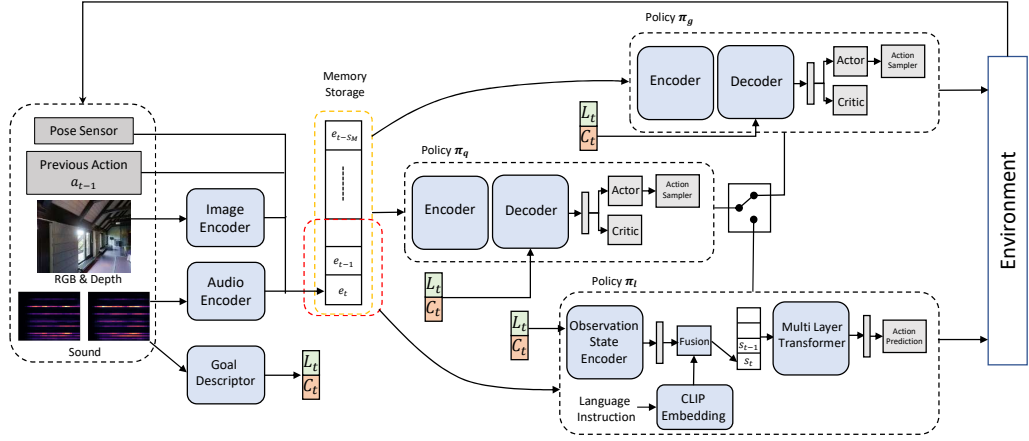 Pose Sensor
Previous Action
a_{t-1}
RGB & Depth
Sound
Image
Encoder
Audio
Encoder
Goal
Descriptor
L_t
C_t
Memory
Storage
e_{t-S_M}
e_{t-1}
e_t
Policy π_g
Encoder
Decoder
Actor
Critic
Action
Sampler
L_t
C_t
Policy π_q
Encoder
Decoder
Actor
Critic
Action
Sampler
L_t
C_t
Policy π_l
L_t
C_t
Observation
State
Encoder
Fusion
Language
Instruction
CLIP
Embedding
s_{t-1}
s_t
Multi Layer
Transformer
Action
Prediction
Environment